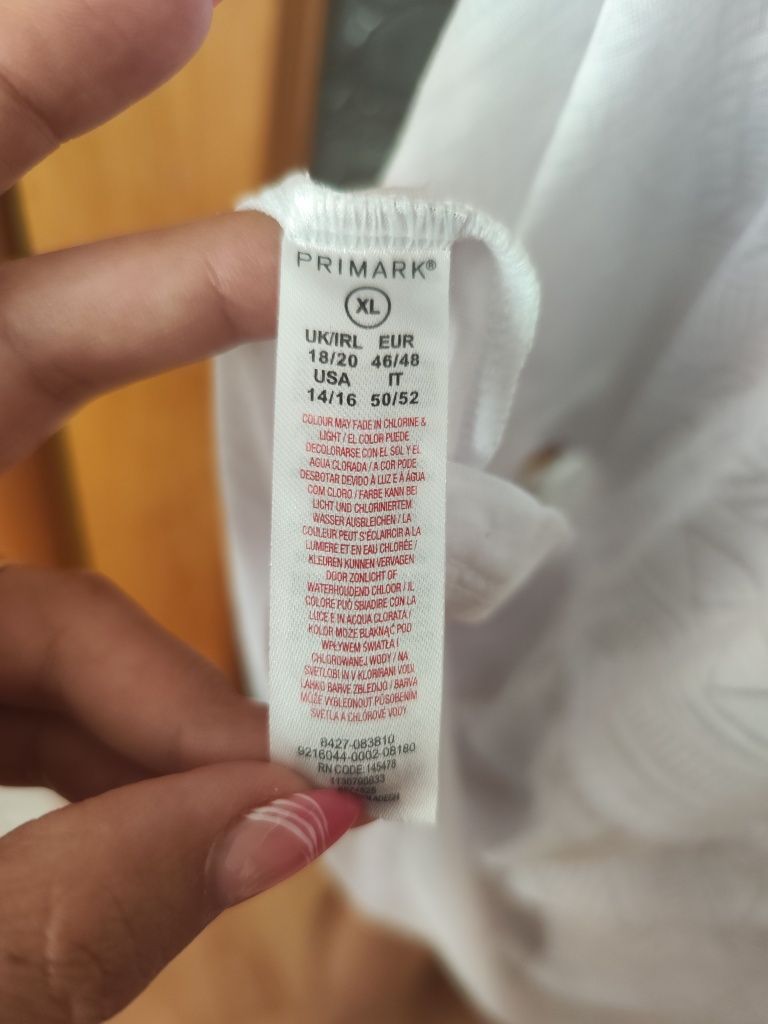 PRIMARK®
XL
UK/IRL EUR
18/20 46/48
USA IT
14/16 50/52
COLOUR MAY FADE IN CHLORINE &
LIGHT / EL COLOR PUEDE
DECOLORARSE CON EL SOL Y EL
AGUA CLORADA / A COR PODE
DESBOTAR DEVIDO À LUZ E À ÁGUA
COM CLORO / FARBE KANN BEI
LICHT UND CHLORINIERTEM
WASSER AUSBLEICHEN / LA
COULEUR PEUT S'ÉCLAIRCIR A LA
LUMIERE ET EN EAU CHLORÉE /
KLEUREN KUNNEN VERVAGEN
DOOR ZONLICHT OF
WATERHOUDEND CHLOOR / IL
COLORE PUÒ SBIADIRE CON LA
LUCE E IN ACQUA CLORATA /
KOLOR MOŻE BLAKNĄĆ POD
WPŁYWEM ŚWIATŁA I
CHLOROWANEJ WODY / NA
SVETLOBI IN V KLORIRANI VODI,
LAHKO BARVE ZBLEDIJO / BARVA
MŮŽE VYBLEDNOUT PŮSOBENÍM
SVĚTLA A CHLÓROVÉ VODY
8427-083810
9216044-0002-08180
RN CODE: 145478